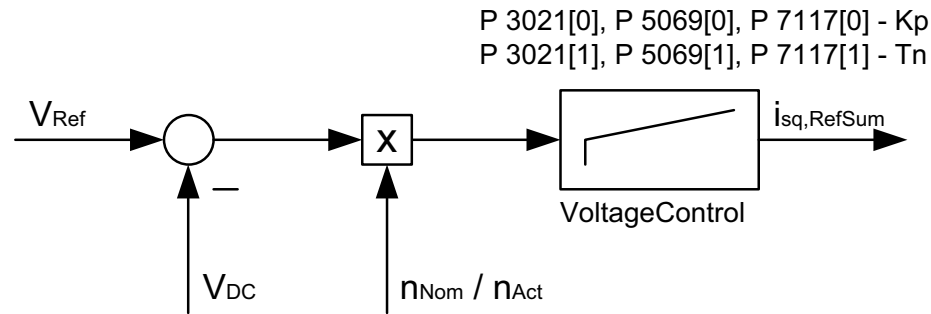 P 3021[0], P 5069[0], P 7117[0] - Kp
P 3021[1], P 5069[1], P 7117[1] - Tn
VRef
x
isq,RefSum
–
VoltageControl
VDC
nNom / nAct